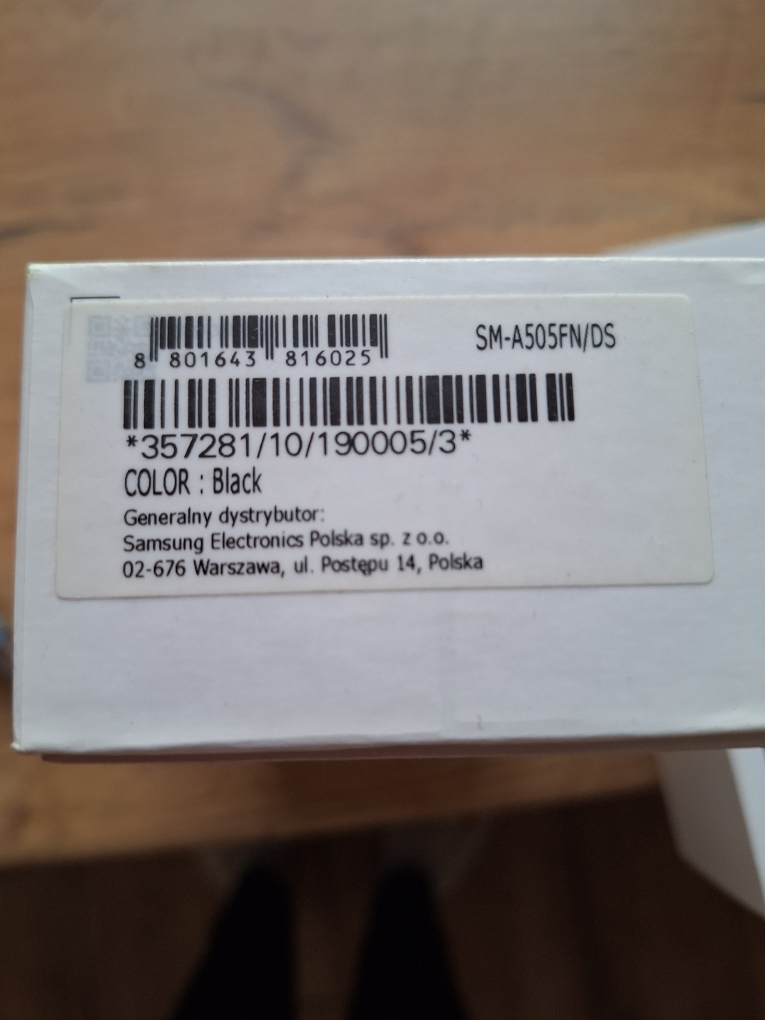 8 801643 816025
SM-A505FN/DS
*357281/10/190005/3*
COLOR : Black
Generalny dystrybutor:
Samsung Electronics Polska sp. z o.o.
02-676 Warszawa, ul. Postępu 14, Polska